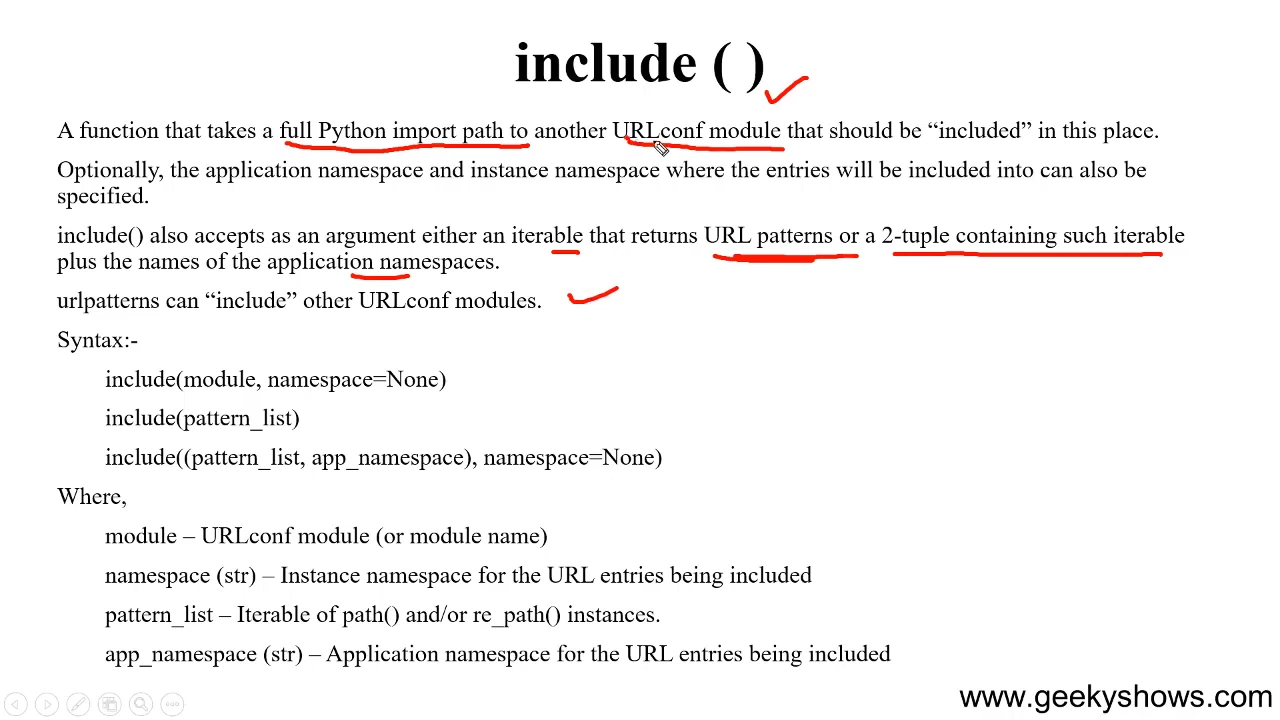 include ( )
A function that takes a full Python import path to another URLconf module that should be “included” in this place.
Optionally, the application namespace and instance namespace where the entries will be included into can also be
specified.
include() also accepts as an argument either an iterable that returns URL patterns or a 2-tuple containing such iterable
plus the names of the application namespaces.
urlpatterns can “include” other URLconf modules.
Syntax:-
include(module, namespace=None)
include(pattern_list)
include((pattern_list, app_namespace), namespace=None)
Where,
module – URLconf module (or module name)
namespace (str) – Instance namespace for the URL entries being included
pattern_list – Iterable of path() and/or re_path() instances.
app_namespace (str) – Application namespace for the URL entries being included
www.geekyshows.com